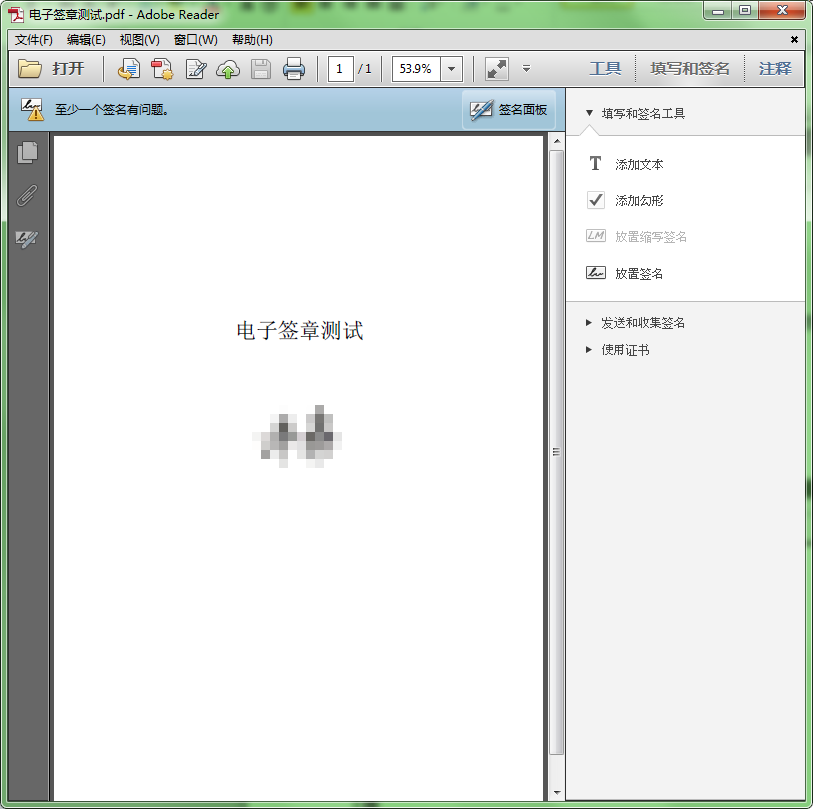 电子签章测试.pdf - Adobe Reader
文件(F) 编辑(E) 视图(V) 窗口(W) 帮助(H)
打开 1 / 1 53.9% 工具 填写和签名 注释
至少一个签名有问题。 签名面板
填写和签名工具
T 添加文本
添加勾形
LM 放置缩写签名
放置签名
发送和收集签名
使用证书
电子签章测试